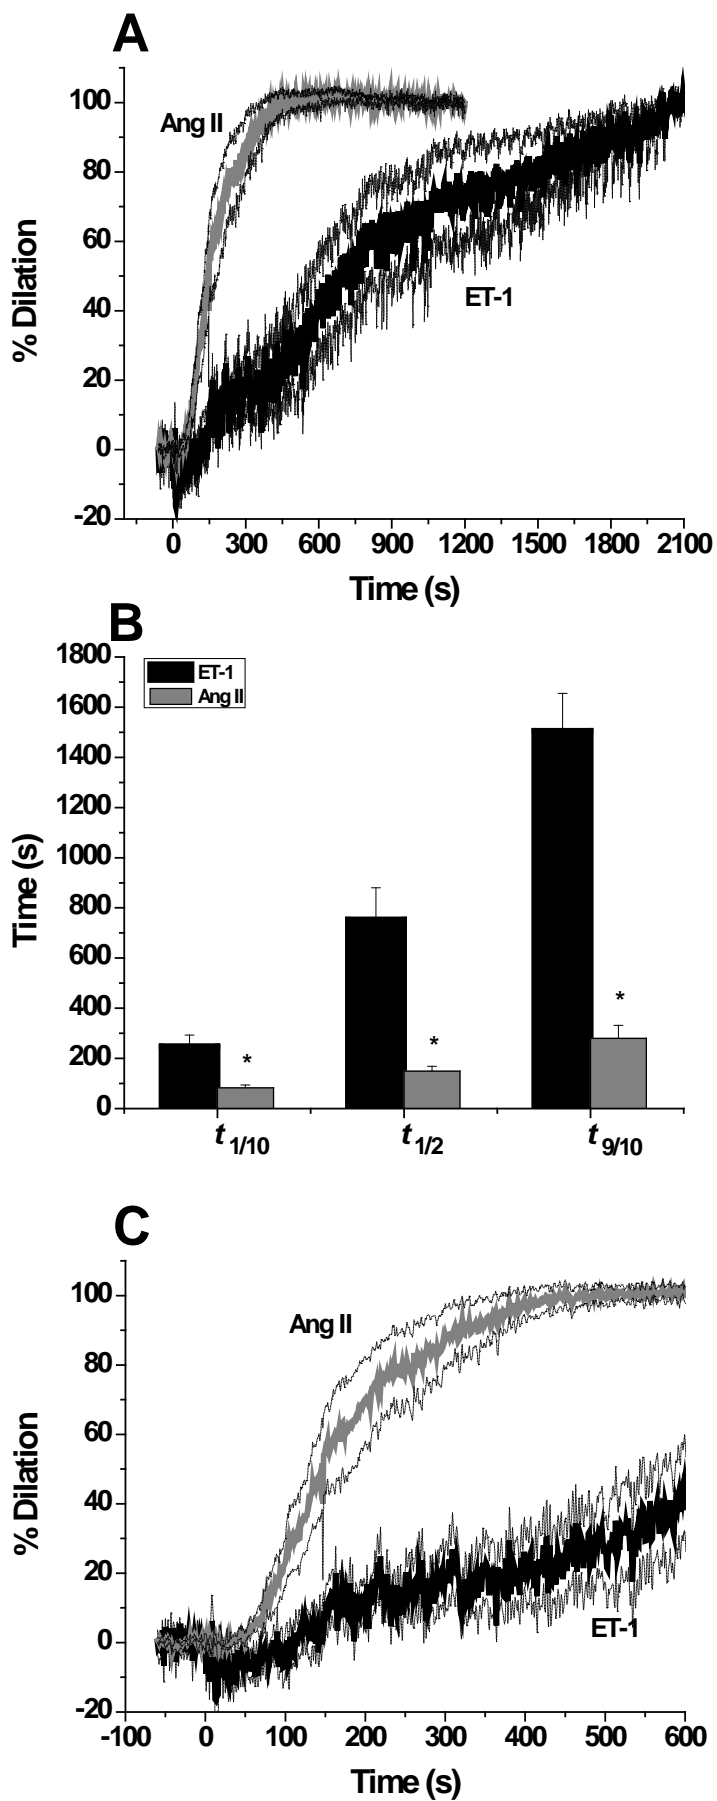 A
100
80
60
40
20
0
-20
% Dilation
Ang II
ET-1
0 300 600 900 1200 1500 1800 2100
Time (s)
B
1800
1600
1400
1200
1000
800
600
400
200
0
Time (s)
ET-1
Ang II
*
*
*
t 1/10 t 1/2 t 9/10
C
100
80
60
40
20
0
-20
% Dilation
Ang II
ET-1
-100 0 100 200 300 400 500 600
Time (s)